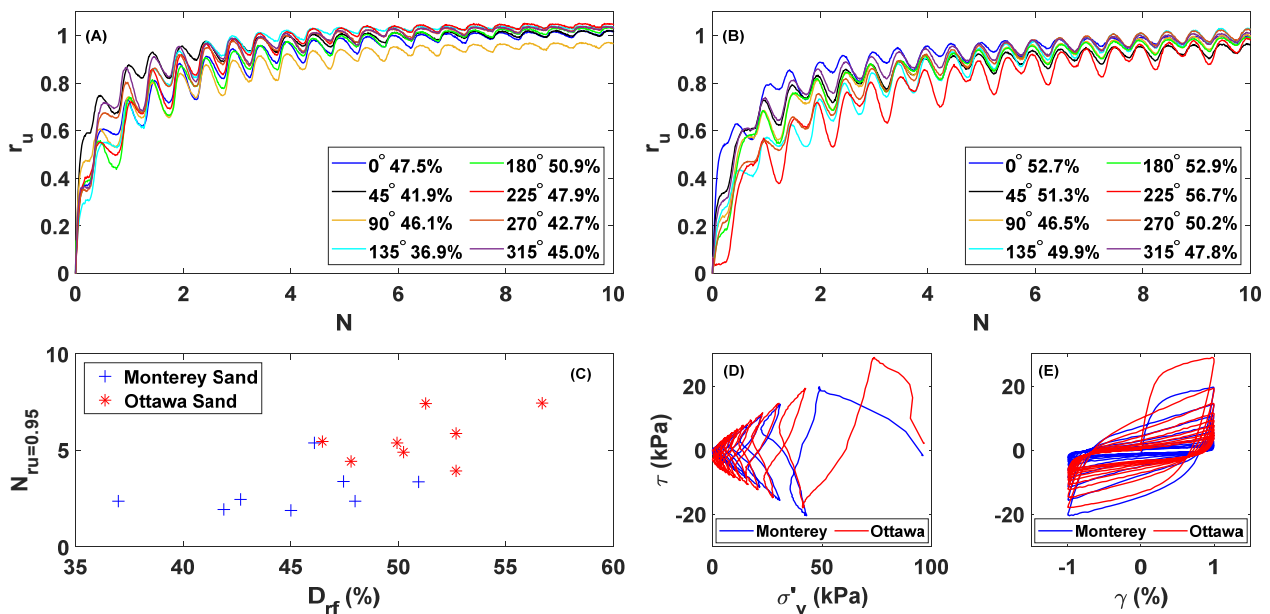 (A)
1
0.8
0.6
0.4
0.2
0
r_u
0° 47.5% 180° 50.9%
45° 41.9% 225° 47.9%
90° 46.1% 270° 42.7%
135° 36.9% 315° 45.0%
0 2 4 6 8 10
N
(B)
1
0.8
0.6
0.4
0.2
0
r_u
0° 52.7% 180° 52.9%
45° 51.3% 225° 56.7%
90° 46.5% 270° 50.2%
135° 49.9% 315° 47.8%
0 2 4 6 8 10
N
(C)
10
5
0
N_ru=0.95
Monterey Sand
Ottawa Sand
35 40 45 50 55 60
D_rf (%)
(D)
20
0
-20
τ (kPa)
Monterey Ottawa
0 50 100
σ'_v (kPa)
(E)
20
0
-20
Monterey Ottawa
-1 0 1
γ (%)